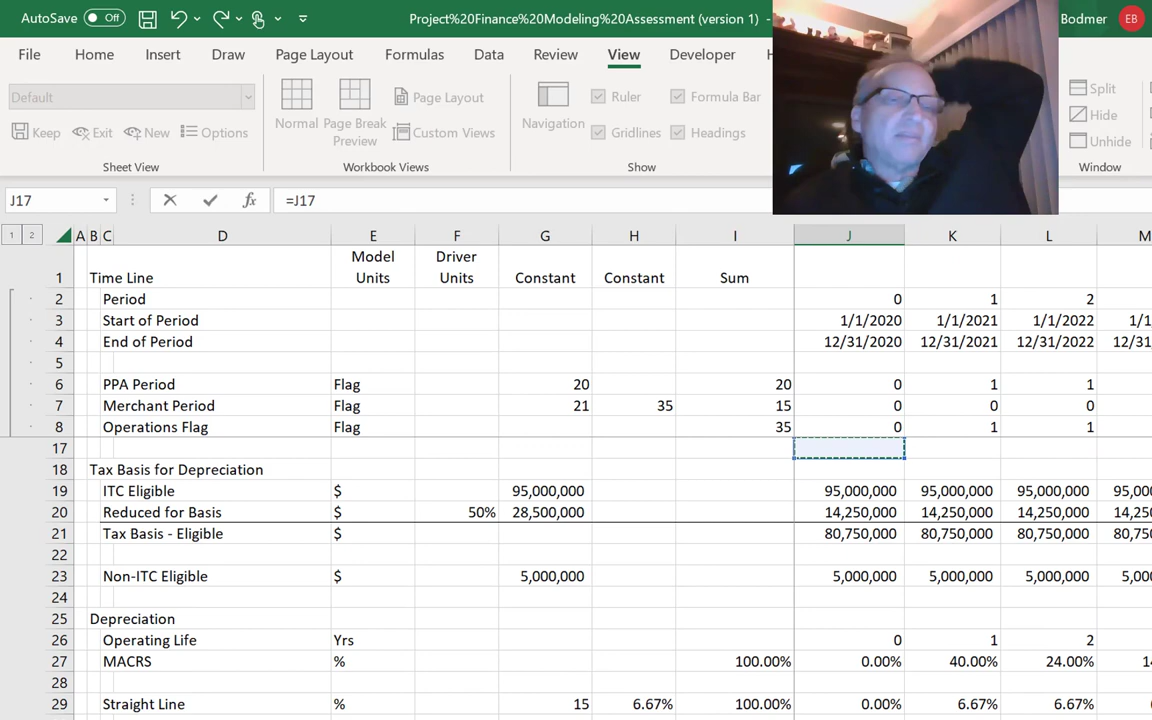 AutoSave Off Project%20Finance%20Modeling%20Assessment (version 1) - Bodmer EB
File Home Insert Draw Page Layout Formulas Data Review View Developer
Default
Keep Exit New Options
Sheet View
Normal Page Break Preview Page Layout Custom Views
Workbook Views
Navigation Ruler Formula Bar
Gridlines Headings
Show
Split
Hide
Unhide
Window
J17 fx =J17
1 2 A B C D E F G H I J K L M
1 Time Line Model Units Driver Units Constant Constant Sum
2 Period 0 1 2
3 Start of Period 1/1/2020 1/1/2021 1/1/2022
4 End of Period 12/31/2020 12/31/2021 12/31/2022
5
6 PPA Period Flag 20 20 0 1 1
7 Merchant Period Flag 21 35 15 0 0 0
8 Operations Flag Flag 35 0 1 1
17
18 Tax Basis for Depreciation
19 ITC Eligible $ 95,000,000 95,000,000 95,000,000 95,000,000
20 Reduced for Basis $ 50% 28,500,000 14,250,000 14,250,000 14,250,000
21 Tax Basis - Eligible $ 80,750,000 80,750,000 80,750,000
22
23 Non-ITC Eligible $ 5,000,000 5,000,000 5,000,000 5,000,000
24
25 Depreciation
26 Operating Life Yrs 0 1 2
27 MACRS % 100.00% 0.00% 40.00% 24.00%
28
29 Straight Line % 15 6.67% 100.00% 0.00% 6.67% 6.67%